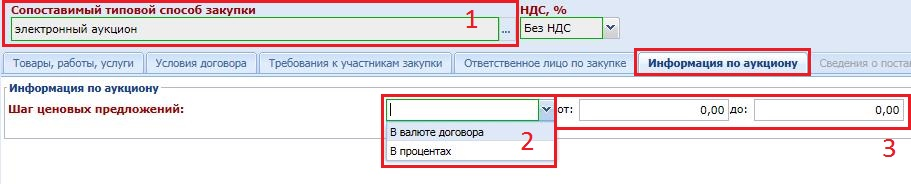 Сопоставимый типовой способ закупки 1 НДС, %
электронный аукцион ... Без НДС
Товары, работы, услуги Условия договора Требования к участникам закупки Ответственное лицо по закупке Информация по аукциону Сведения о поста
Информация по аукциону
Шаг ценовых предложений: от: 0,00 до: 0,00
В валюте договора 2 3
В процентах